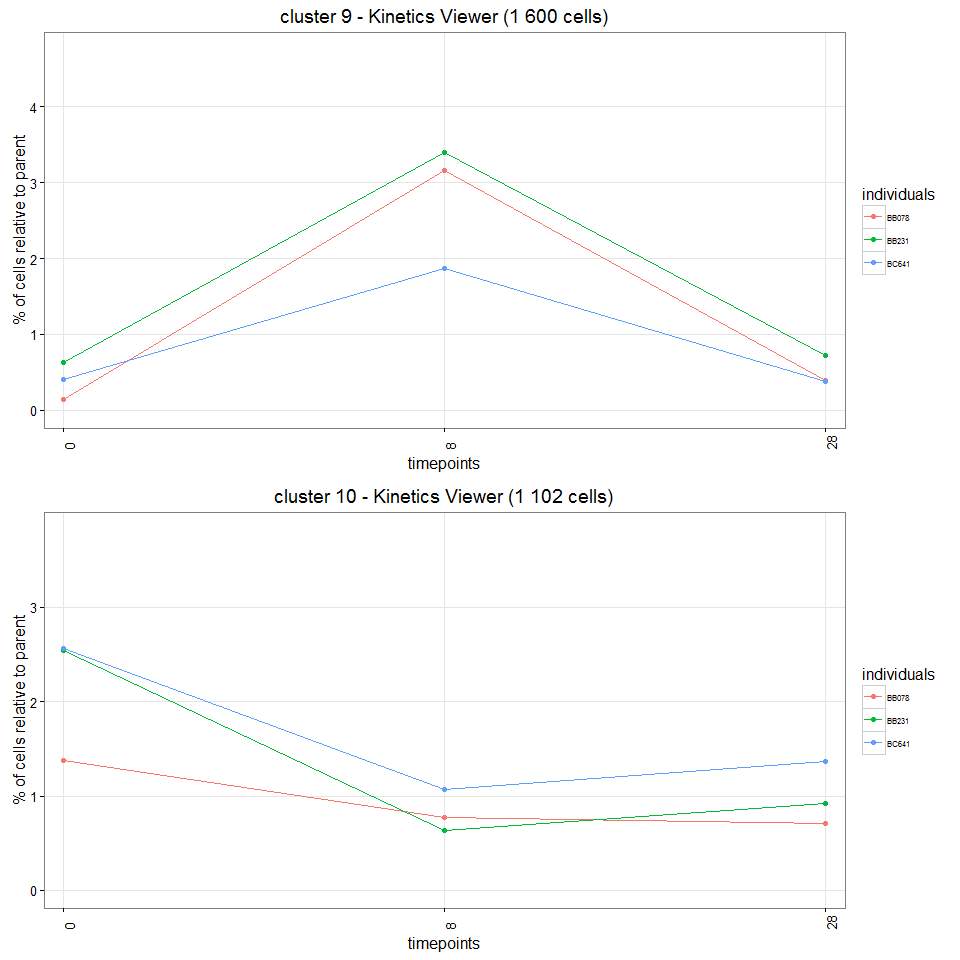 cluster 9 - Kinetics Viewer (1 600 cells)
% of cells relative to parent
4
3
2
1
0
0
8
28
timepoints
individuals
BB078
BB231
BC641
cluster 10 - Kinetics Viewer (1 102 cells)
% of cells relative to parent
3
2
1
0
0
8
28
timepoints
individuals
BB078
BB231
BC641